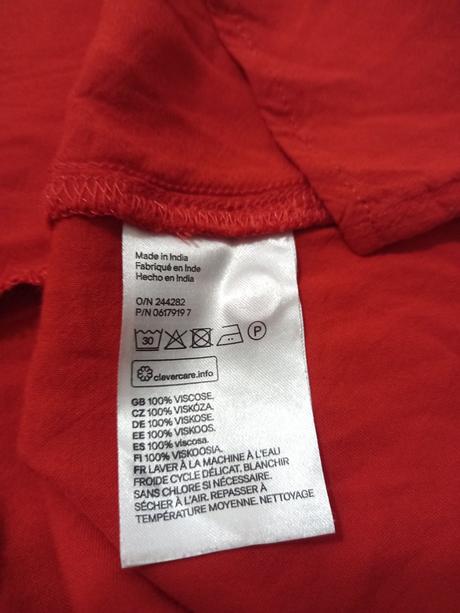 Made in India
Fabriqué en Inde
Hecho en India
O/N 244282
P/N 0617919 7
30 P
clevercare.info
GB 100% VISCOSE.
CZ 100% VISKÓZA.
DE 100% VISKOSE.
EE 100% VISKOOS.
ES 100% viscosa.
FI 100% VISKOOSIA.
FR LAVER À LA MACHINE À L'EAU
FROIDE CYCLE DÉLICAT. BLANCHIR
SANS CHLORE SI NÉCESSAIRE.
SÉCHER À L'AIR. REPASSER À
TEMPÉRATURE MOYENNE. NETTOYAGE